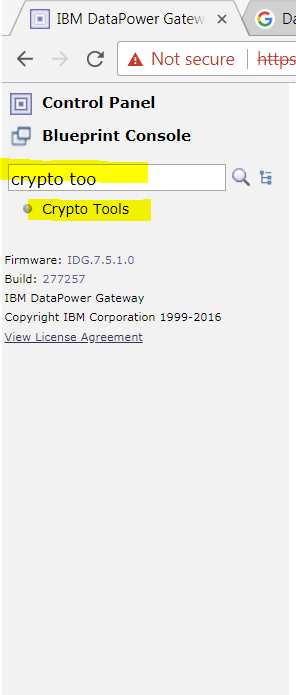 IBM DataPower Gatew
Da
Not secure
https
Control Panel
Blueprint Console
crypto too
Crypto Tools
Firmware: IDG.7.5.1.0
Build: 277257
IBM DataPower Gateway
Copyright IBM Corporation 1999-2016
View License Agreement